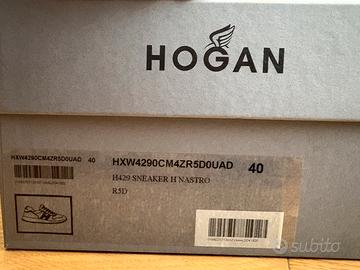 HOGAN
HXW4290CM4ZR5D0UAD 40
HXW4290CM4ZR5D0UAD 40
H429 SNEAKER H NASTRO
R5D
subito